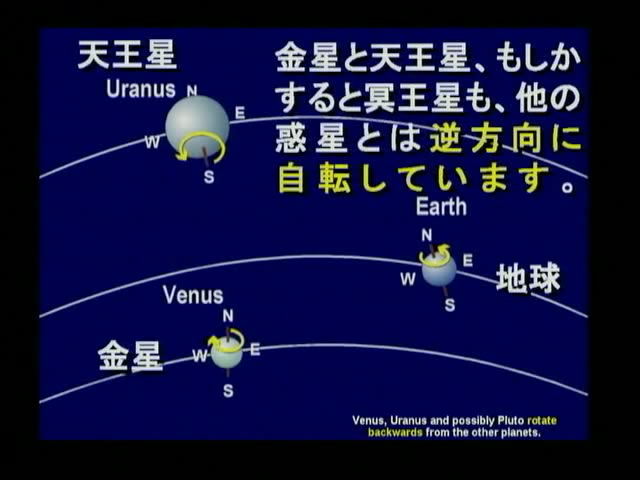 天王星
Uranus
N
E
W
S
金星と天王星、もしか
すると冥王星も、他の
惑星とは逆方向に
自転しています。
Earth
N
E
W
S
地球
Venus
N
W
E
S
金星
Venus, Uranus and possibly Pluto rotate
backwards from the other planets.